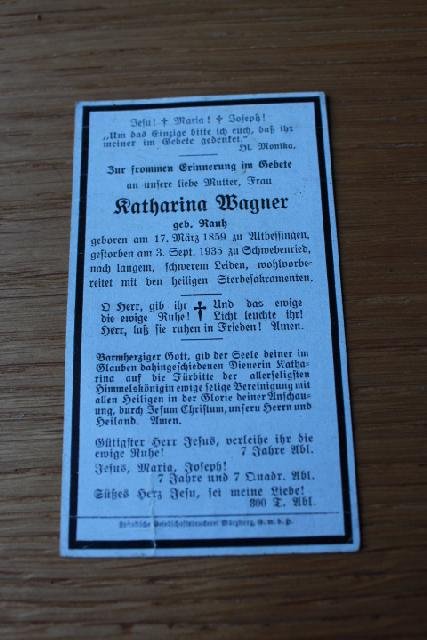 Jesu! † Maria! † Joseph!
„Um das Einzige bitte ich euch, daß ihr
meiner im Gebete gedenket.“
Hl. Monika.
Zur frommen Erinnerung im Gebete
an unsere liebe Mutter, Frau
Katharina Wagner
geb. Rauh
geboren am 17. März 1859 zu Altbessingen,
gestorben am 3. Sept. 1935 zu Schwebenried,
nach langem, schwerem Leiden, wohlvorbe-
reitet mit den heiligen Sterbesakramenten.
O Herr, gib ihr † Und das ewige
die ewige Ruhe! Licht leuchte ihr!
Herr, laß sie ruhen in Frieden! Amen.
Barmherziger Gott, gib der Seele deiner im
Glauben dahingeschiedenen Dienerin Katha-
rina auf die Fürbitte der allerseligsten
Himmelskönigin ewige selige Vereinigung mit
allen Heiligen in der Glorie deiner Anschau-
ung, durch Jesum Christum, unsern Herrn und
Heiland. Amen.
Gütigster Herr Jesus, verleihe ihr die
ewige Ruhe! 7 Jahre Abl.
Jesus, Maria, Joseph!
7 Jahre und 7 Quadr. Abl.
Süßes Herz Jesu, sei meine Liebe!
300 T. Abl.
Fränkische Gesellschaftsdruckerei Würzburg, G.m.b.H.